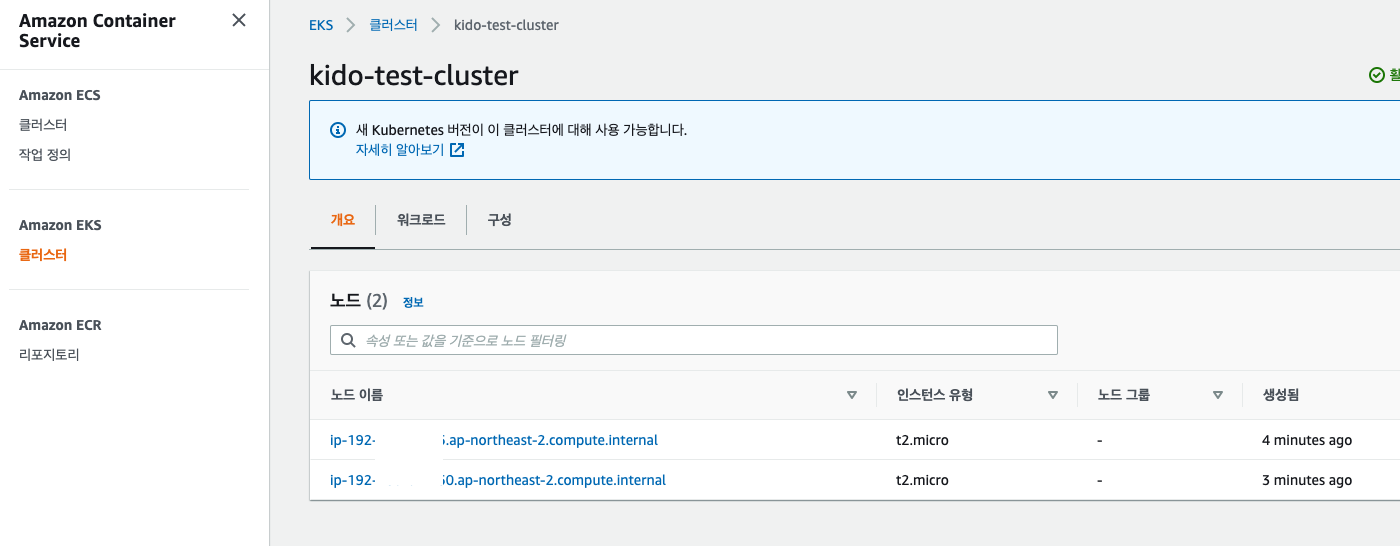 Amazon Container
Service
Amazon ECS
클러스터
작업 정의
Amazon EKS
클러스터
Amazon ECR
리포지토리
EKS 클러스터 kido-test-cluster
kido-test-cluster
새 Kubernetes 버전이 이 클러스터에 대해 사용 가능합니다.
자세히 알아보기
개요 워크로드 구성
노드 (2) 정보
속성 또는 값을 기준으로 노드 필터링
노드 이름 인스턴스 유형 노드 그룹 생성됨
ip-192- .ap-northeast-2.compute.internal t2.micro - 4 minutes ago
ip-192- 0.ap-northeast-2.compute.internal t2.micro - 3 minutes ago